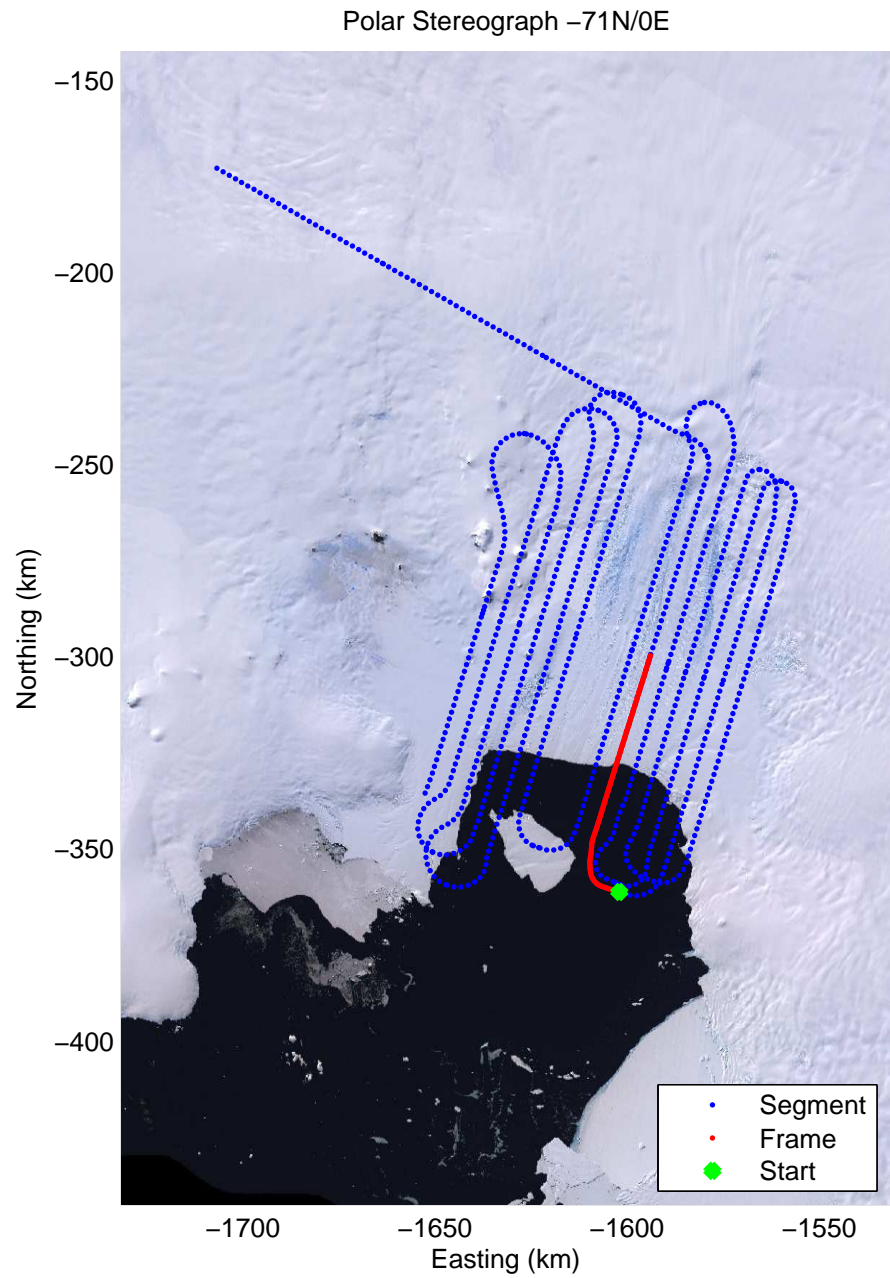 Polar Stereograph −71N/0E
−150
−200
−250
−300
−350
−400
Northing (km)
Segment
Frame
Start
−1700
−1650
−1600
−1550
Easting (km)